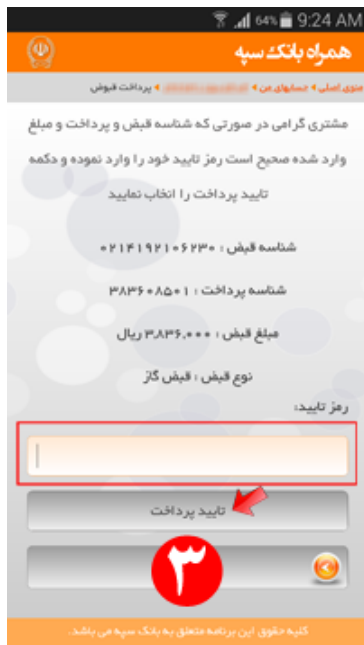 64% 9:24 AM
همراه بانک سپه
منوی اصلی حسابهای من پرداخت قبوض
مشتری گرامی در صورتی که شناسه قبض و پرداخت و مبلغ
وارد شده صحیح است رمز تایید خود را وارد نموده و دکمه
تایید پرداخت را انتخاب نمایید
شناسه قبض : ۰۲۱۴۱۹۲۱۰۶۲۳۰
شناسه پرداخت : ۳۸۳۶۰۸۵۰۱
مبلغ قبض : ۳,۸۳۶,۰۰۰ ریال
نوع قبض : قبض گاز
رمز تایید:
تایید پرداخت
۳
کلیه حقوق این برنامه متعلق به بانک سپه می باشد.